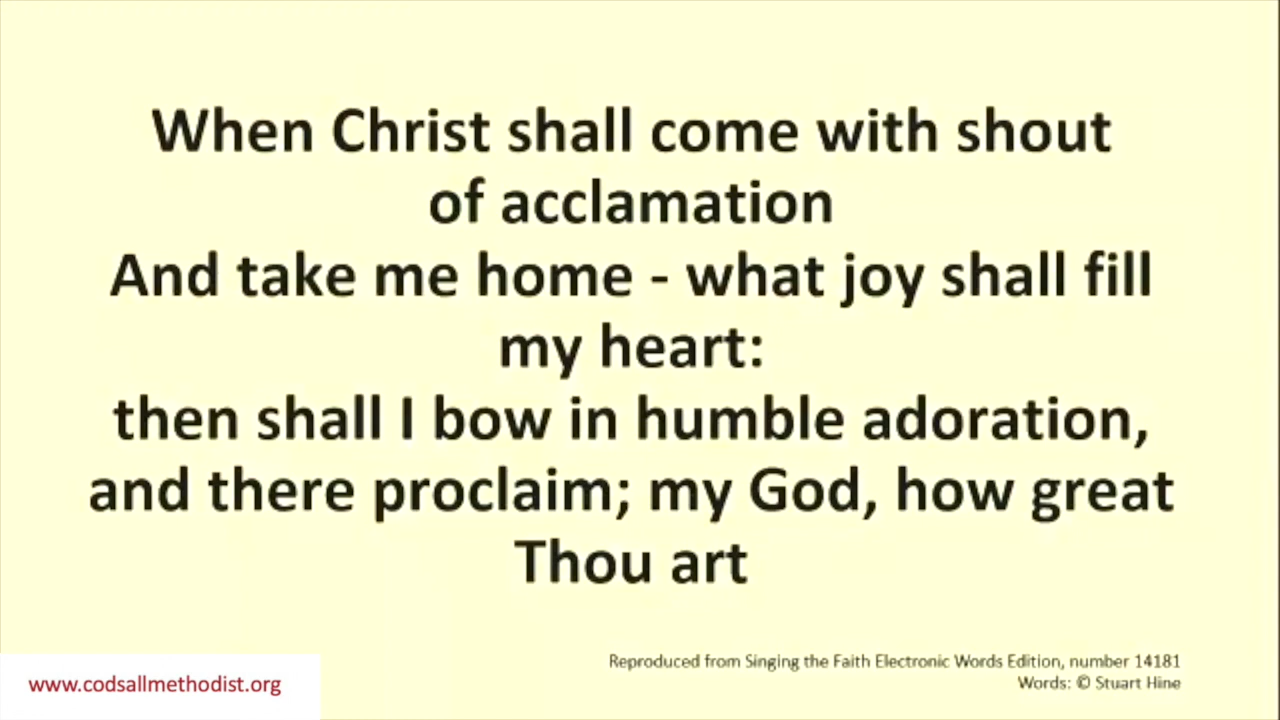 When Christ shall come with shout
of acclamation
And take me home - what joy shall fill
my heart:
then shall I bow in humble adoration,
and there proclaim; my God, how great
Thou art
Reproduced from Singing the Faith Electronic Words Edition, number 14181
Words: © Stuart Hine
www.codsallmethodist.org